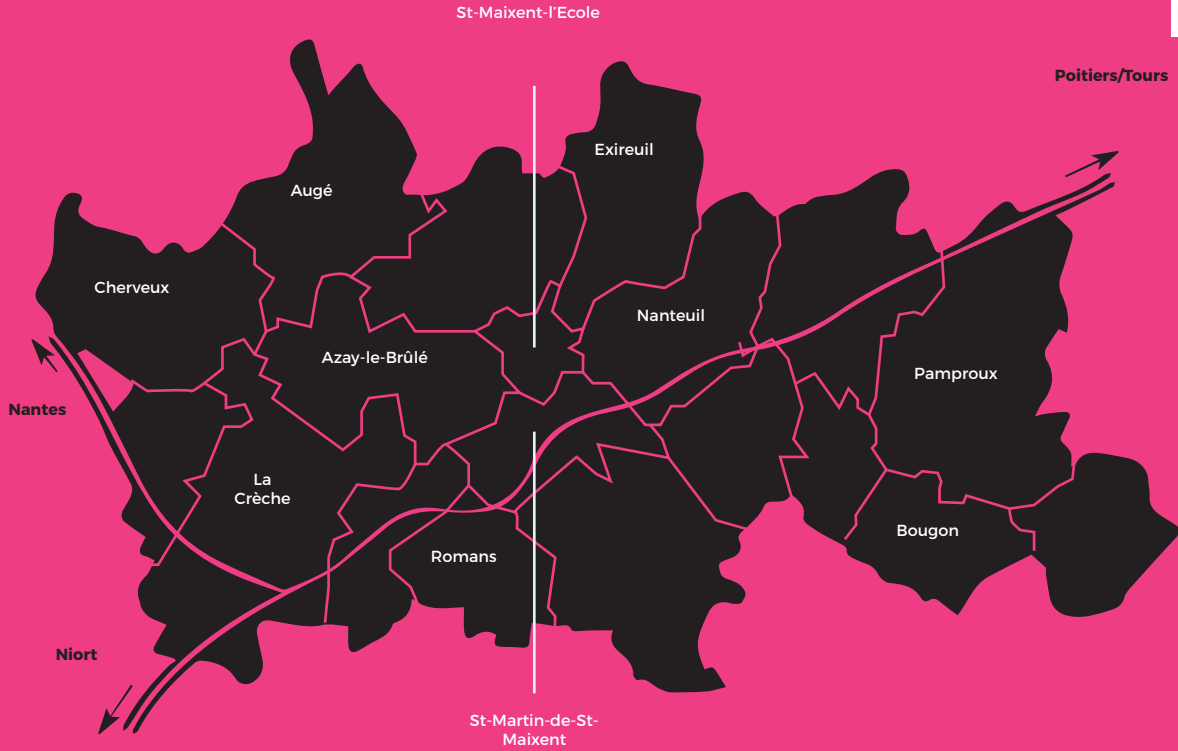 St-Maixent-l'Ecole
Poitiers/Tours
Exireuil
Augé
Cherveux
Nanteuil
Azay-le-Brûlé
Pamproux
Nantes
La
Crèche
Bougon
Romans
Niort
St-Martin-de-St-
Maixent